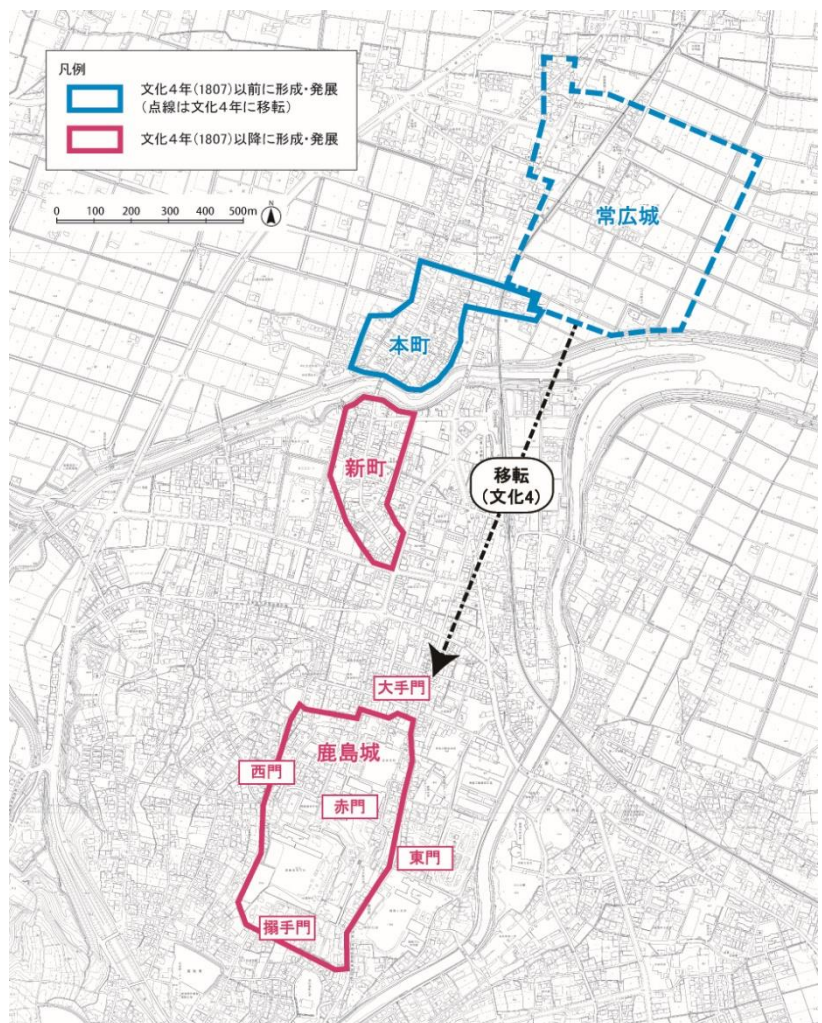 凡例
文化4年(1807)以前に形成・発展
(点線は文化4年に移転)
文化4年(1807)以降に形成・発展
0 100 200 300 400 500m
N
常広城
本町
新町
移転
(文化4)
大手門
鹿島城
西門
赤門
東門
搦手門